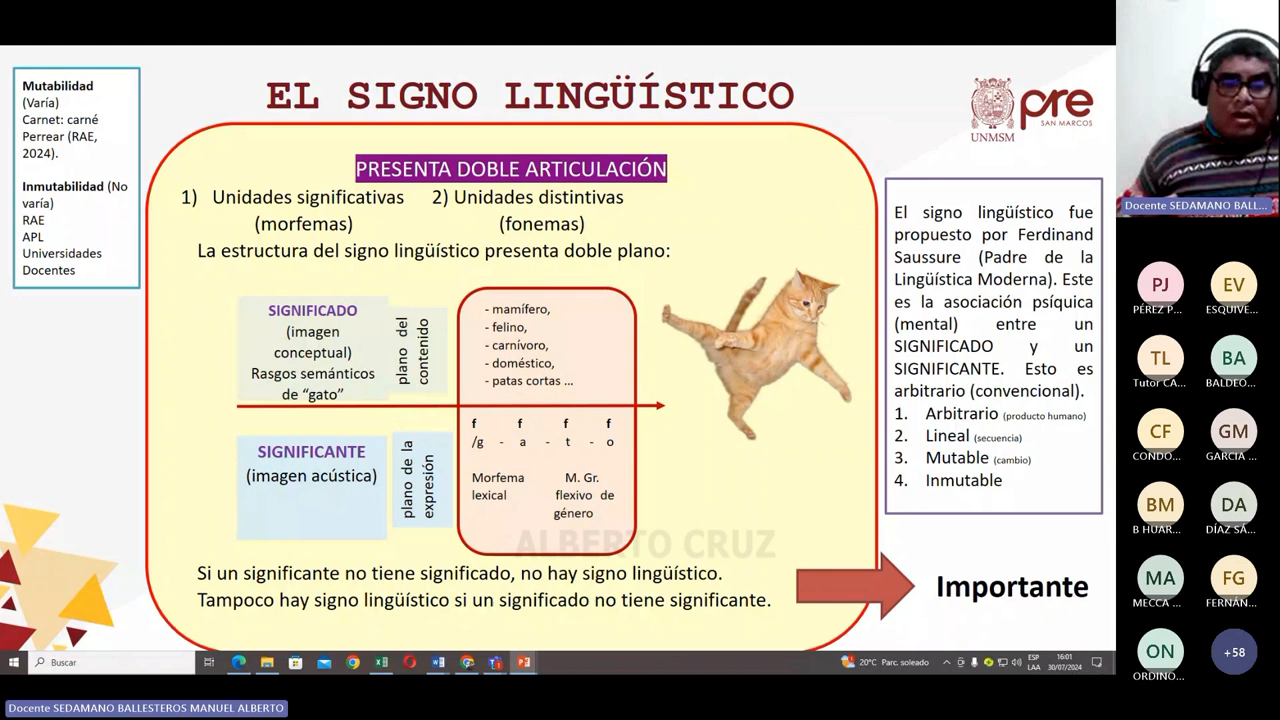 Mutabilidad
(Varía)
Carnet: carné
Perrear (RAE,
2024).
Inmutabilidad (No
varía)
RAE
APL
Universidades
Docentes
EL SIGNO LINGÜÍSTICO
UNMSM
pre
SAN MARCOS
PRESENTA DOBLE ARTICULACIÓN
1) Unidades significativas 2) Unidades distintivas
(morfemas) (fonemas)
La estructura del signo lingüístico presenta doble plano:
SIGNIFICADO
(imagen
conceptual)
Rasgos semánticos
de “gato”
plano del
contenido
- mamífero,
- felino,
- carnívoro,
- doméstico,
- patas cortas ...
SIGNIFICANTE
(imagen acústica)
plano de la
expresión
f f f f
/g - a - t - o
Morfema M. Gr.
lexical flexivo de
género
ALBERTO CRUZ
Si un significante no tiene significado, no hay signo lingüístico.
Tampoco hay signo lingüístico si un significado no tiene significante.
El signo lingüístico fue
propuesto por Ferdinand
Saussure (Padre de la
Lingüística Moderna). Este
es la asociación psíquica
(mental) entre un
SIGNIFICADO y un
SIGNIFICANTE. Esto es
arbitrario (convencional).
1. Arbitrario (producto humano)
2. Lineal (secuencia)
3. Mutable (cambio)
4. Inmutable
Importante
Buscar
20°C Parc. soleado
ESP
LAA
16:01
30/07/2024
Docente SEDAMANO BALLESTEROS MANUEL ALBERTO
Docente SEDAMANO BALL...
PJ EV
PÉREZ P... ESQUIVE...
TL BA
Tutor CA... BALDEO...
CF GM
CONDO... GARCIA ...
BM DA
B HUAR... DÍAZ SÁ...
MA FG
MECCA ... FERNÁN...
ON +58
ORDINO...